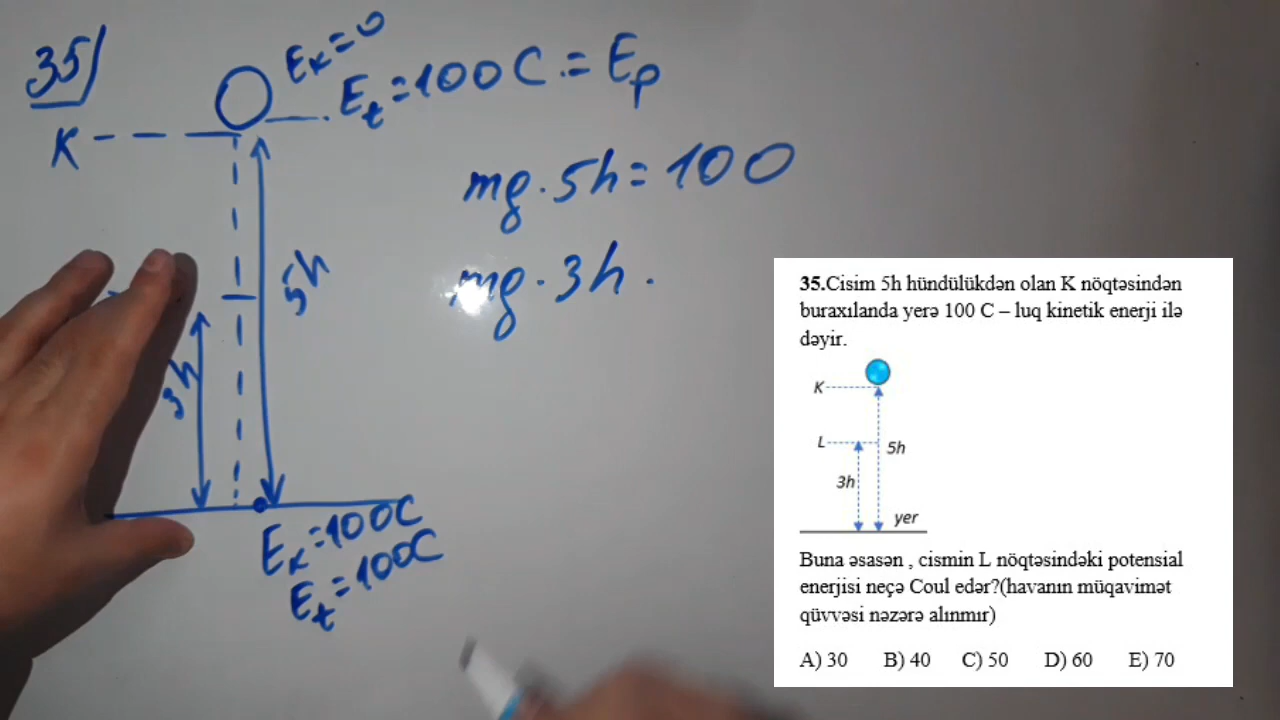 35)
Eₖ=0
Eₜ=100C.=Eₚ
K
mg.5h=100
mg.3h.
5h
3h
Eₖ=100C
Eₜ=100C
35.Cisim 5h hündülükdən olan K nöqtəsindən
buraxılanda yerə 100 C – luq kinetik enerji ilə
dəyir.
K
L
5h
3h
yer
Buna əsasən , cismin L nöqtəsindəki potensial
enerjisi neçə Coul edər?(havanın müqavimət
qüvvəsi nəzərə alınmır)
A) 30 B) 40 C) 50 D) 60 E) 70